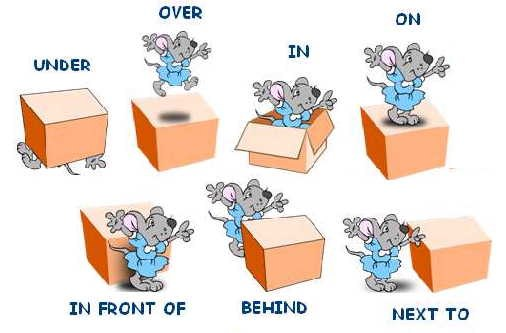 UNDER
OVER
IN
ON
IN FRONT OF
BEHIND
NEXT TO